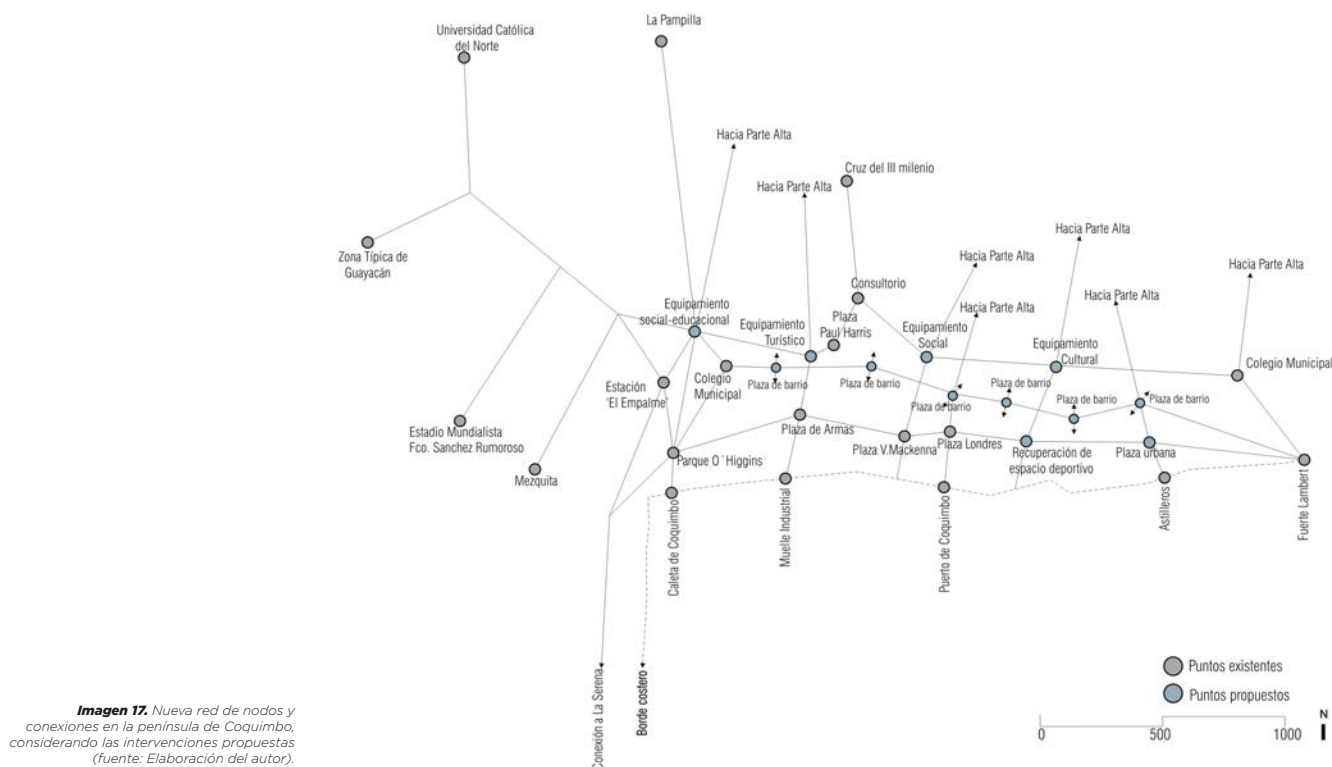 La Pampilla
Universidad Católica
del Norte
Hacia Parte Alta
Cruz del III milenio
Hacia Parte Alta
Zona Típica de
Guayacán
Hacia Parte Alta
Hacia Parte Alta
Hacia Parte Alta
Consultorio
Hacia Parte Alta
Hacia Parte Alta
Equipamiento
social-educacional
Equipamiento
Turístico
Plaza
Paul Harris
Equipamiento
Social
Equipamiento
Cultural
Colegio Municipal
Estación
'El Empalme'
Colegio
Municipal
Plaza de barrio
Plaza de barrio
Plaza de barrio
Plaza de barrio
Plaza de barrio
Plaza de barrio
Estadio Mundialista
Fco. Sanchez Rumoroso
Plaza de Armas
Plaza V.Mackenna
Plaza Londres
Recuperación de
espacio deportivo
Plaza urbana
Parque O´Higgins
Mezquita
Caleta de Coquimbo
Muelle Industrial
Puerto de Coquimbo
Astilleros
Fuerte Lambert
Conexión a La Serena
Borde costero
Puntos existentes
Puntos propuestos
0 500 1000
N
Imagen 17. Nueva red de nodos y
conexiones en la península de Coquimbo,
considerando las intervenciones propuestas
(fuente: Elaboración del autor).